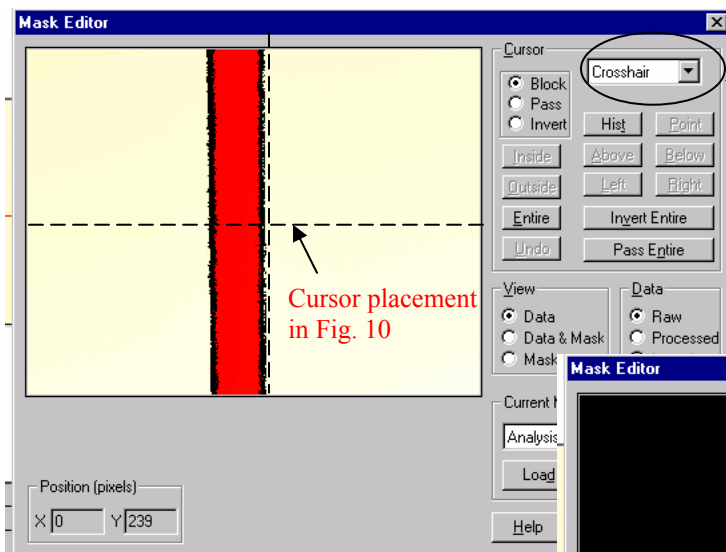 Mask Editor
Cursor
Crosshair
Block
Pass
Invert
Hist
Point
Inside
Above
Below
Outside
Left
Right
Entire
Invert Entire
Undo
Pass Entire
Cursor placement
in Fig. 10
View
Data
Data & Mask
Mask
Data
Raw
Processed
Mask Editor
Current
Analysis
Load
Position (pixels)
X 0 Y 239
Help